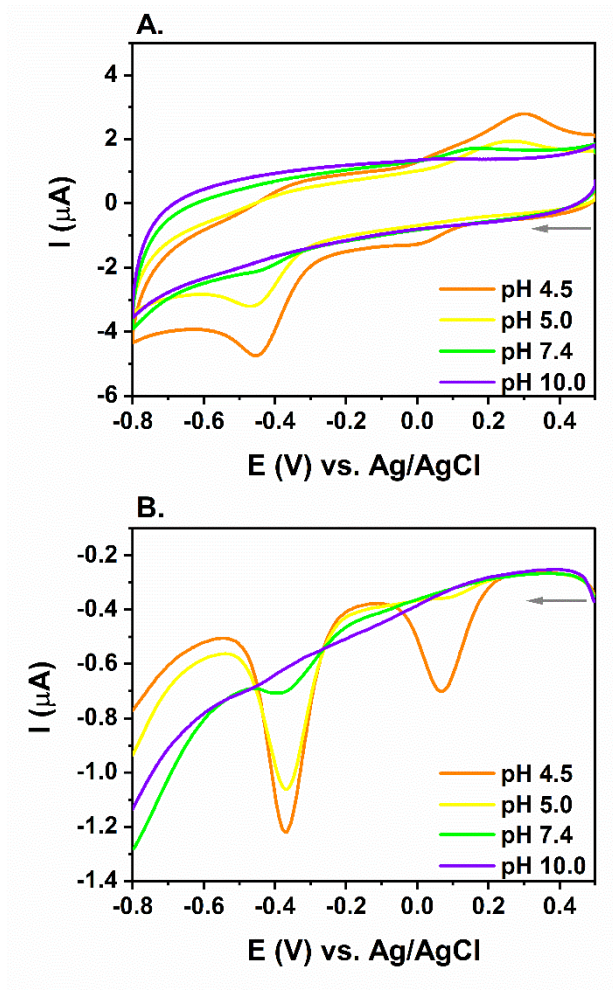 A.
4
2
0
-2
-4
-6
I (μA)
pH 4.5
pH 5.0
pH 7.4
pH 10.0
-0.8 -0.6 -0.4 -0.2 0.0 0.2 0.4
E (V) vs. Ag/AgCl
B.
-0.2
-0.4
-0.6
-0.8
-1.0
-1.2
-1.4
I (μA)
pH 4.5
pH 5.0
pH 7.4
pH 10.0
-0.8 -0.6 -0.4 -0.2 0.0 0.2 0.4
E (V) vs. Ag/AgCl